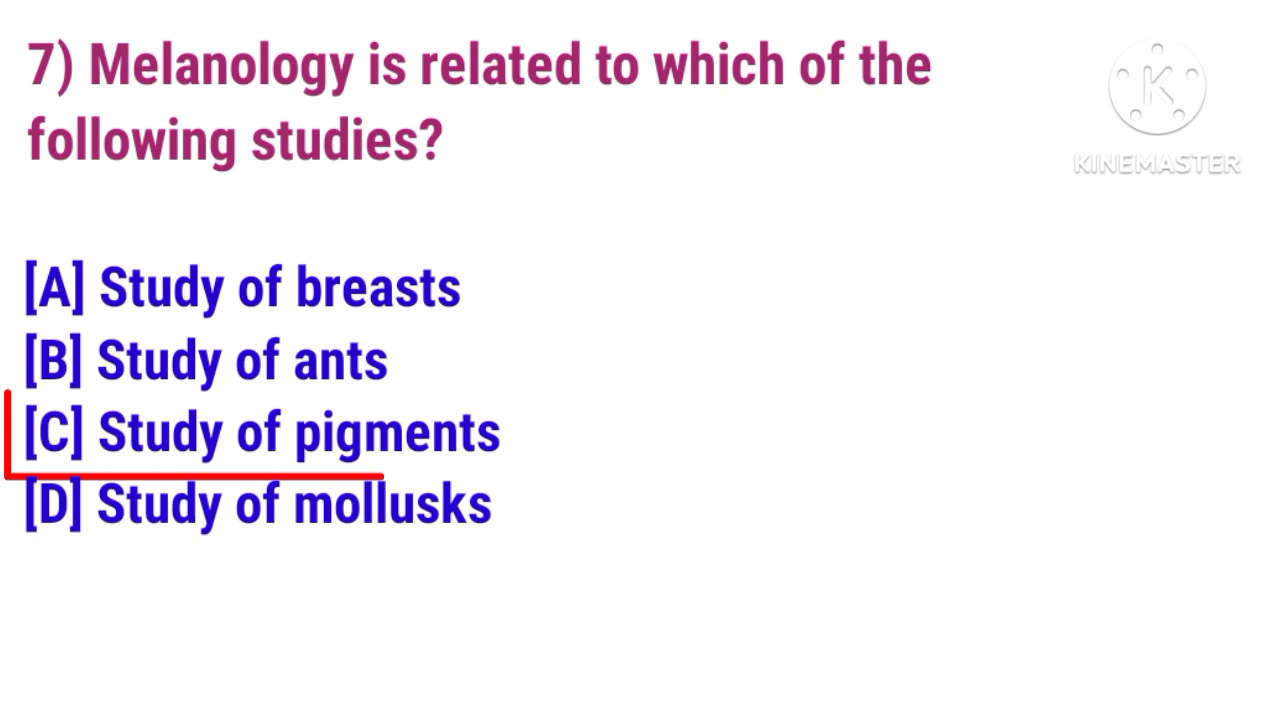 7) Melanology is related to which of the
following studies?
K
KINEMASTER
[A] Study of breasts
[B] Study of ants
[C] Study of pigments
[D] Study of mollusks